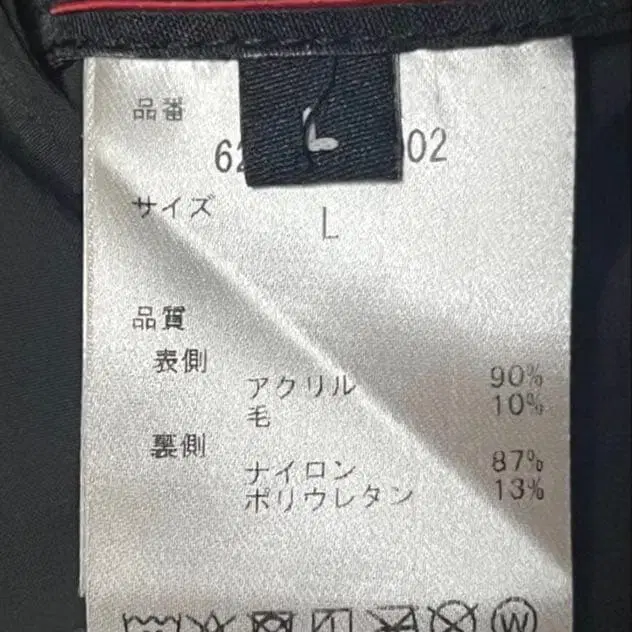 品番
L
62 002
サイズ
L
品質
表側
アクリル 90%
毛 10%
裏側
ナイロン 87%
ポリウレタン 13%
W